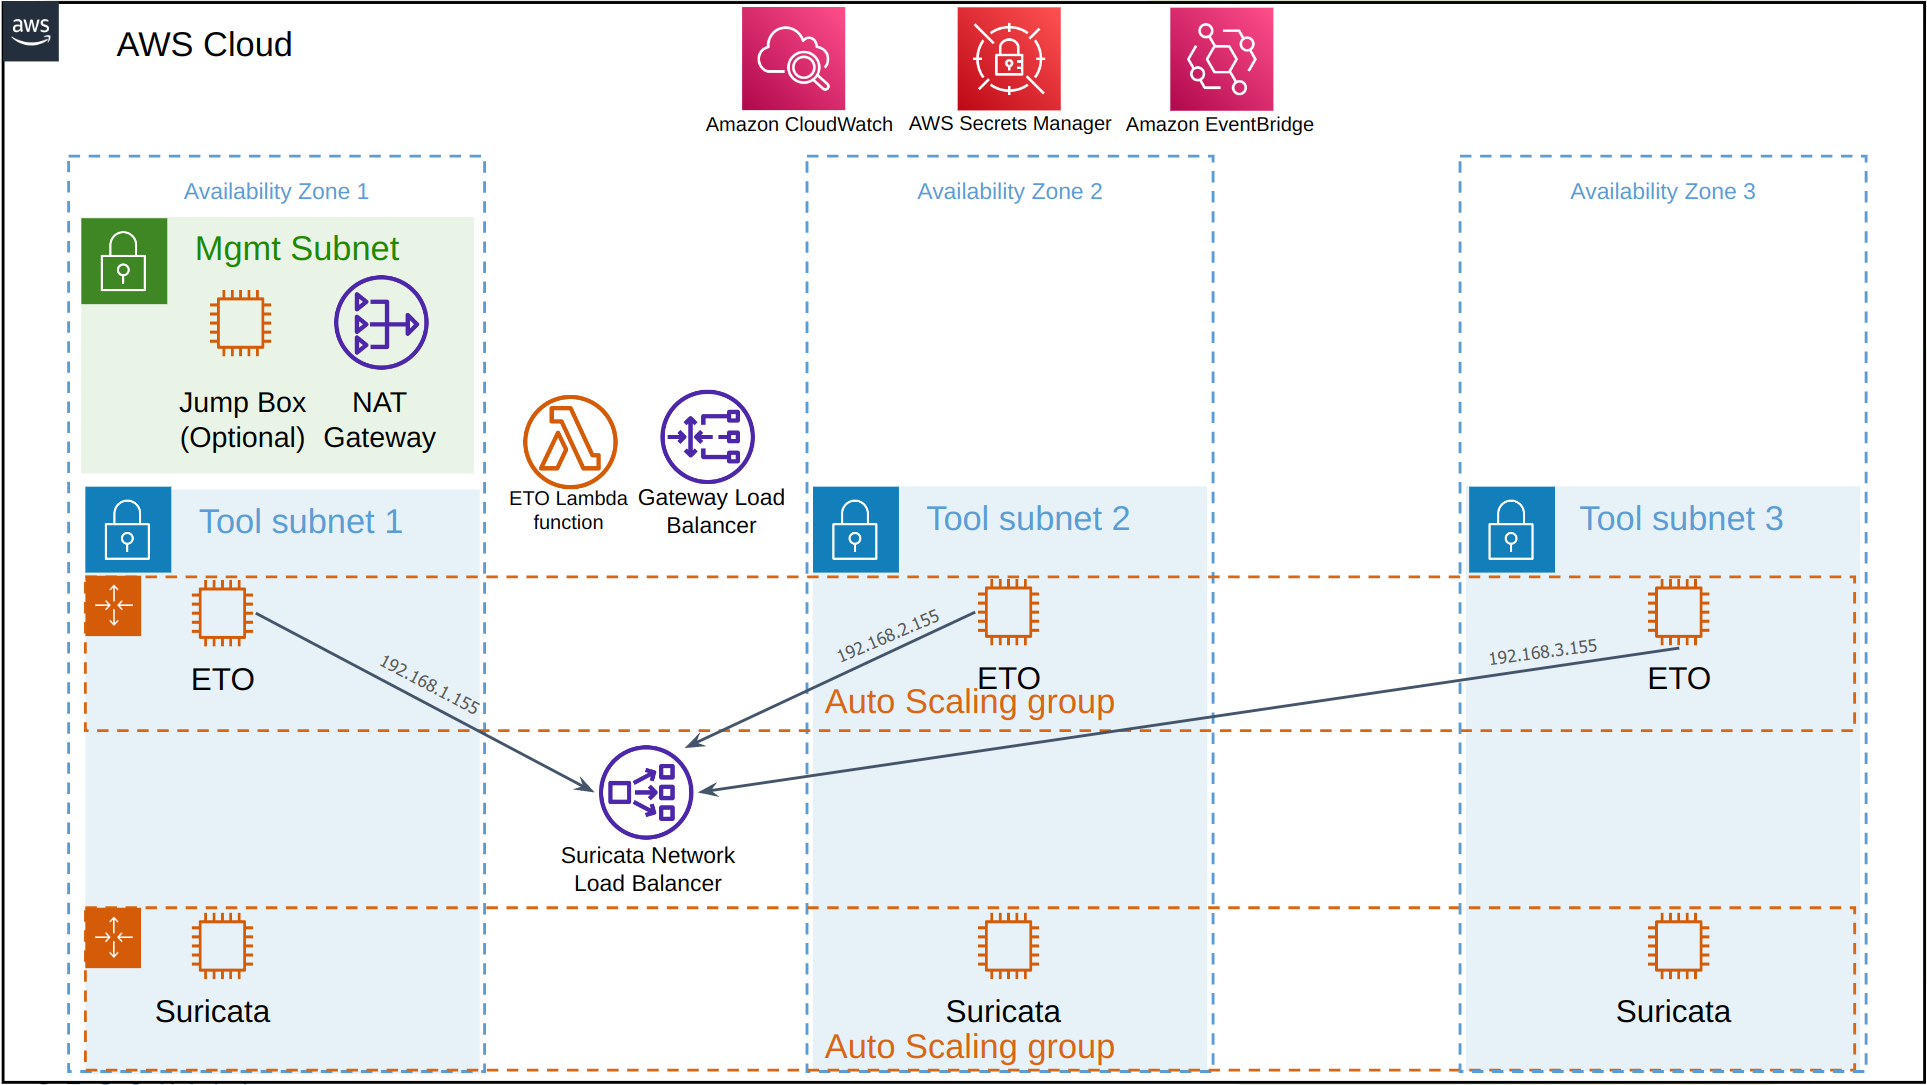 aws
AWS Cloud
Amazon CloudWatch
AWS Secrets Manager
Amazon EventBridge
Availability Zone 1
Availability Zone 2
Availability Zone 3
Mgmt Subnet
Jump Box
(Optional)
NAT
Gateway
ETO Lambda
function
Gateway Load
Balancer
Tool subnet 1
Tool subnet 2
Tool subnet 3
ETO
ETO
ETO
192.168.1.155
192.168.2.155
192.168.3.155
Auto Scaling group
Suricata Network
Load Balancer
Suricata
Suricata
Suricata
Auto Scaling group